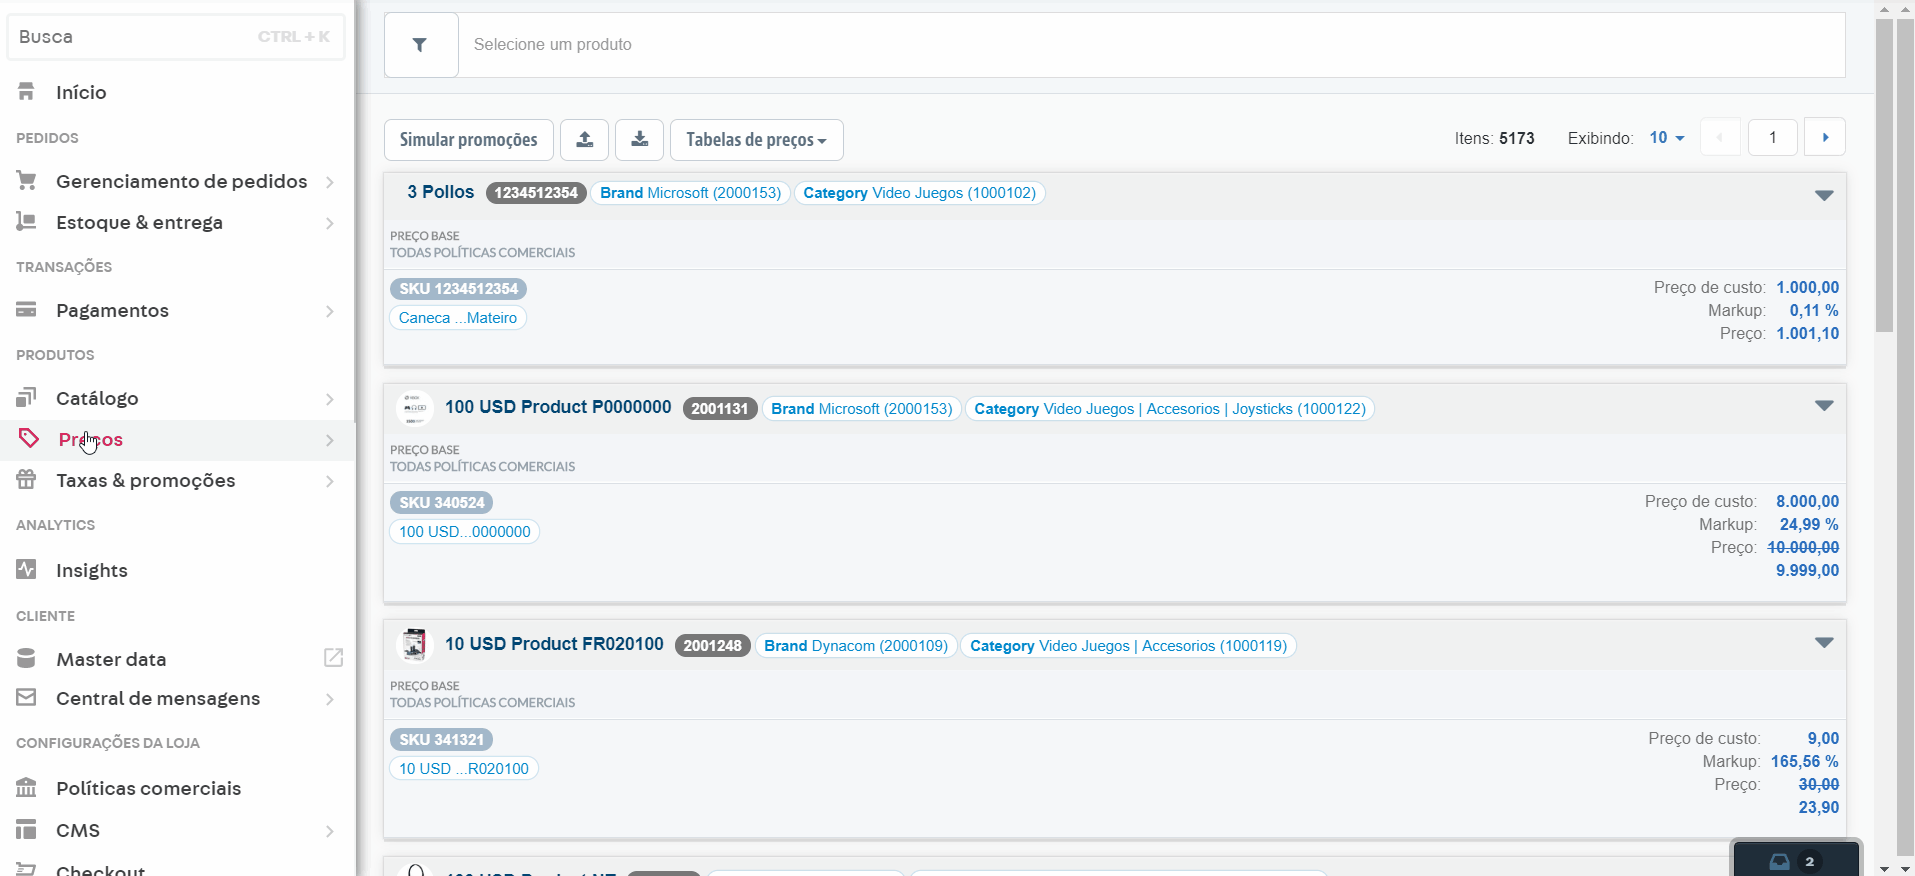 Busca CTRL + K
Início
PEDIDOS
Gerenciamento de pedidos
Estoque & entrega
TRANSAÇÕES
Pagamentos
PRODUTOS
Catálogo
Preços
Taxas & promoções
ANALYTICS
Insights
CLIENTE
Master data
Central de mensagens
CONFIGURAÇÕES DA LOJA
Políticas comerciais
CMS
Checkout
Selecione um produto
Simular promoções Tabelas de preços Itens: 5173 Exibindo: 10 1
3 Pollos 1234512354 Brand Microsoft (2000153) Category Video Juegos (1000102)
PREÇO BASE
TODAS POLÍTICAS COMERCIAIS
SKU 1234512354
Caneca ...Mateiro
Preço de custo: 1.000,00
Markup: 0,11 %
Preço: 1.001,10
100 USD Product P0000000 2001131 Brand Microsoft (2000153) Category Video Juegos | Accesorios | Joysticks (1000122)
PREÇO BASE
TODAS POLÍTICAS COMERCIAIS
SKU 340524
100 USD...0000000
Preço de custo: 8.000,00
Markup: 24,99 %
Preço: 10.000,00
9.999,00
10 USD Product FR020100 2001248 Brand Dynacom (2000109) Category Video Juegos | Accesorios (1000119)
PREÇO BASE
TODAS POLÍTICAS COMERCIAIS
SKU 341321
10 USD ...R020100
Preço de custo: 9,00
Markup: 165,56 %
Preço: 30,00
23,90
2